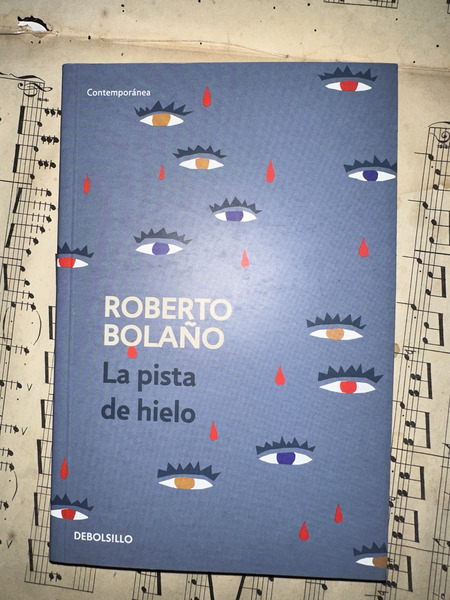 Contemporánea
ROBERTO
BOLAÑO
La pista
de hielo
DEBOLSILLO